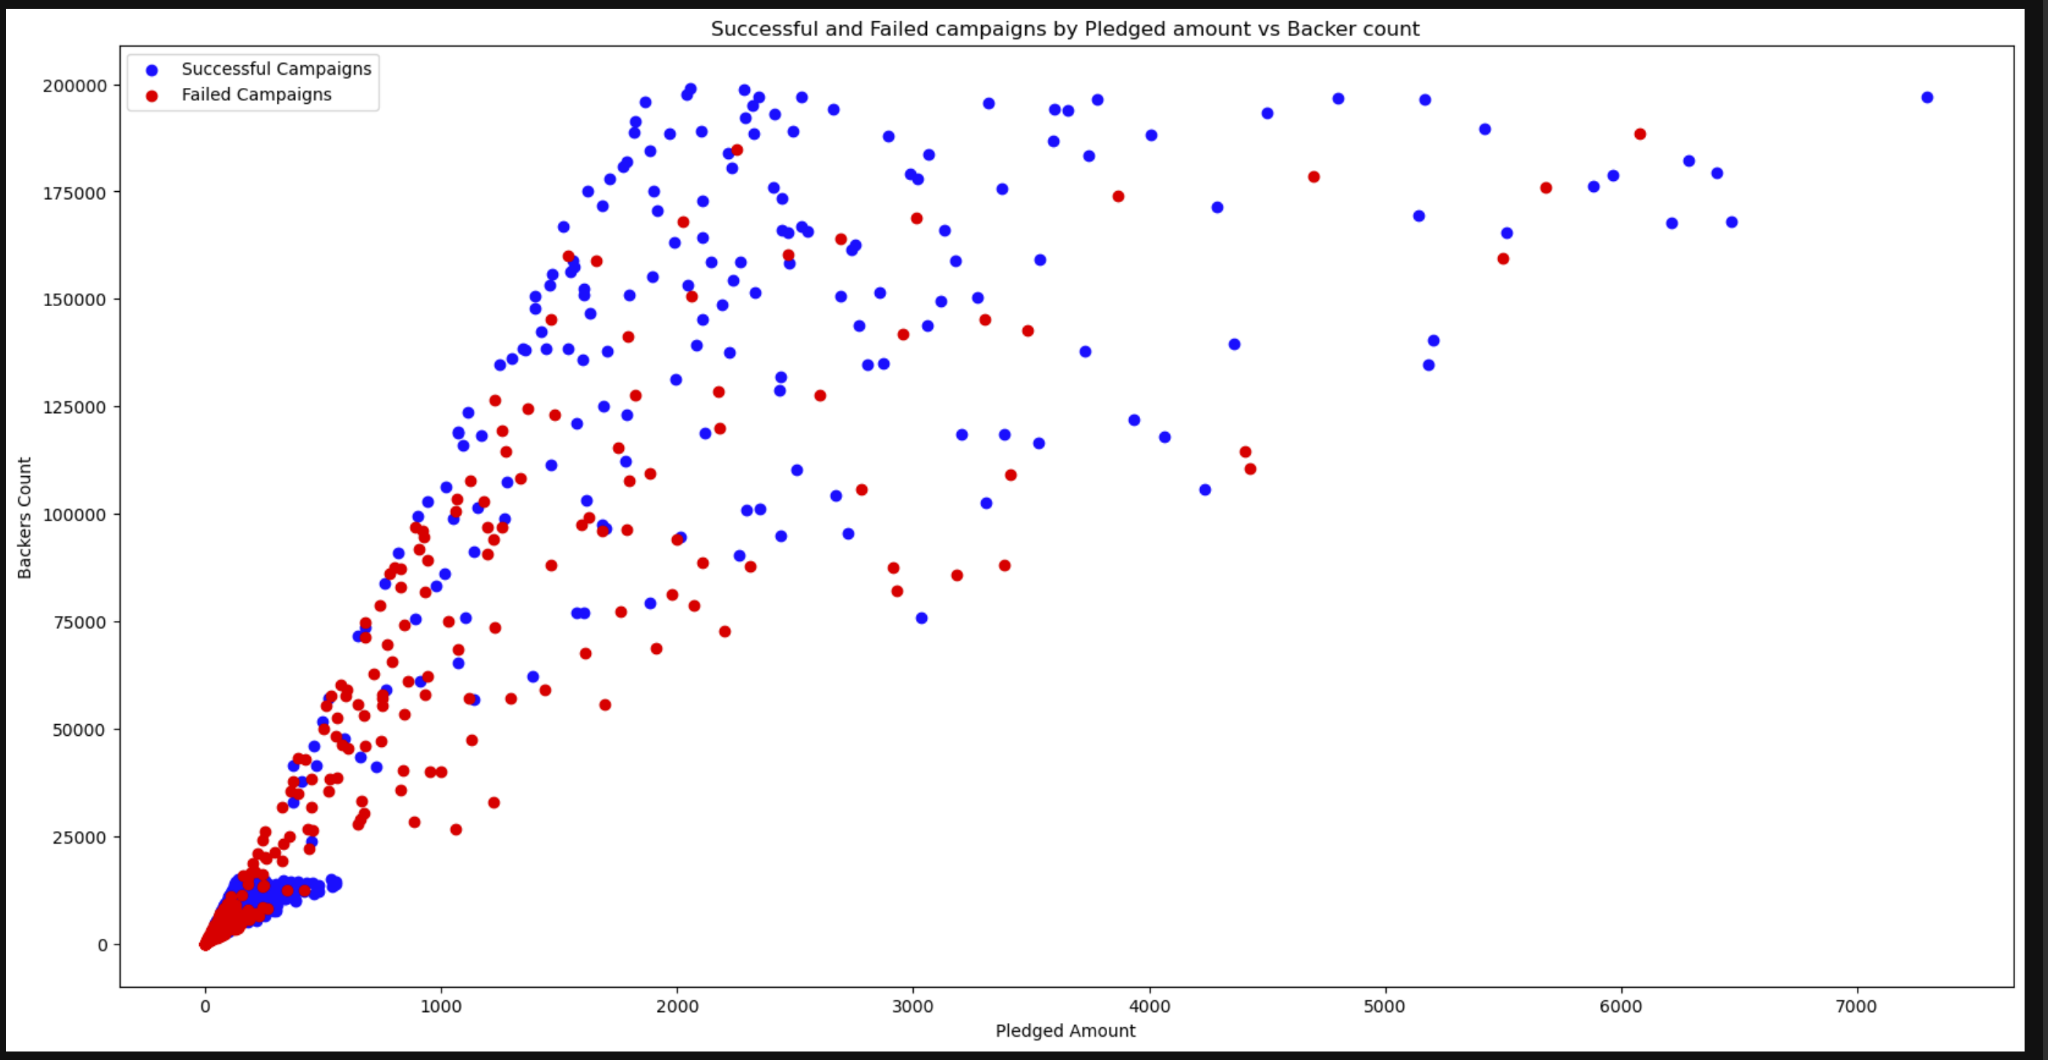 Successful and Failed campaigns by Pledged amount vs Backer count
Successful Campaigns
Failed Campaigns
200000
175000
150000
125000
100000
75000
50000
25000
0
Backers Count
0 1000 2000 3000 4000 5000 6000 7000
Pledged Amount